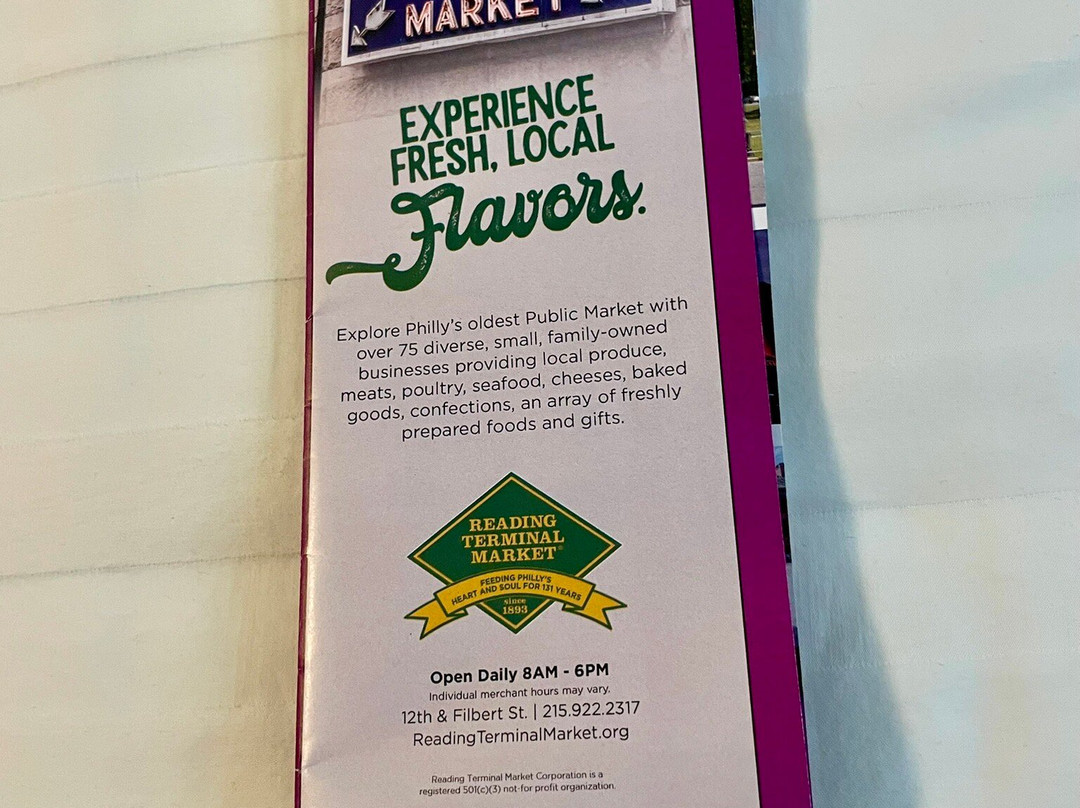 MARKET
EXPERIENCE
FRESH, LOCAL
Flavors.
Explore Philly's oldest Public Market with
over 75 diverse, small, family-owned
businesses providing local produce,
meats, poultry, seafood, cheeses, baked
goods, confections, an array of freshly
prepared foods and gifts.
READING
TERMINAL
MARKET®
FEEDING PHILLY'S
HEART AND SOUL FOR 131 YEARS
since
1893
Open Daily 8AM - 6PM
Individual merchant hours may vary.
12th & Filbert St. | 215.922.2317
ReadingTerminalMarket.org
Reading Terminal Market Corporation is a
registered 501(c)(3) not-for profit organization.